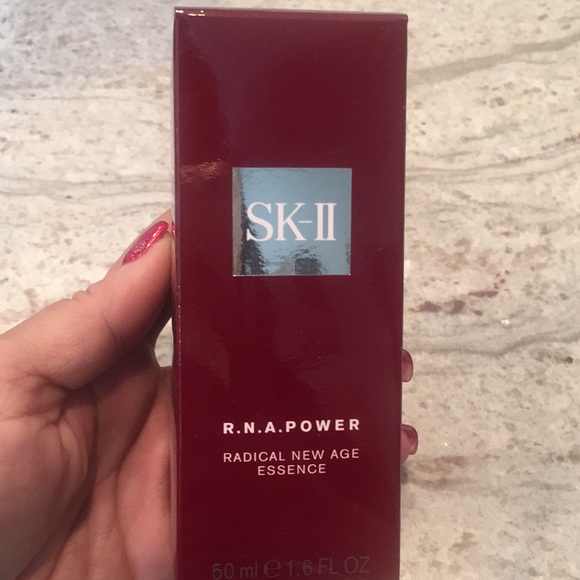 SK-II
R.N.A.POWER
RADICAL NEW AGE
ESSENCE
50 ml ℮ 1.6 FL OZ